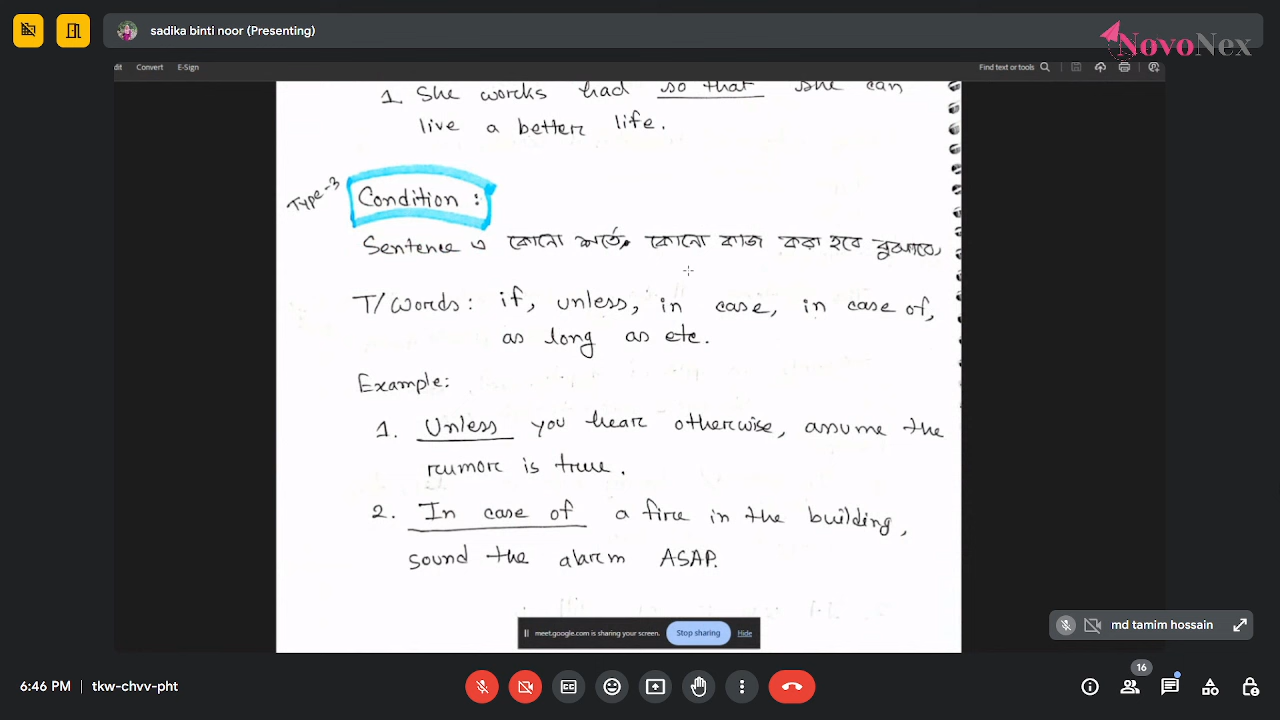 sadika binti noor (Presenting)
NovoNex
dit Convert E-Sign
Find text or tools
1. She works had so that she can
live a better life.
Type-3
Condition :
Sentence এ কোনো শর্তে কোনো কাজ করা হবে বুঝাবে,
T/Words: if, unless, in case, in case of,
as long as etc.
Example:
1. Unless you hear otherwise, assume the
rumor is true.
2. In case of a fire in the building,
sound the alarm ASAP.
meet.google.com is sharing your screen. Stop sharing Hide
md tamim hossain
6:46 PM | tkw-chvv-pht
16